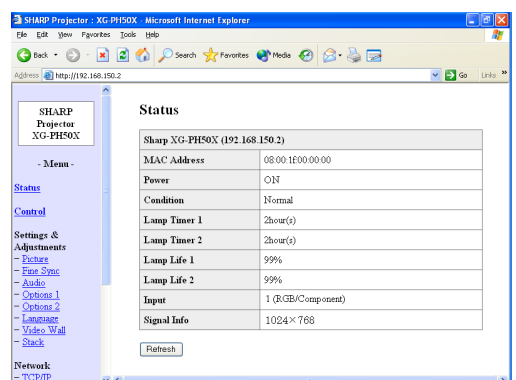 SHARP Projector : XG-PH50X - Microsoft Internet Explorer
File Edit View Favorites Tools Help
Back Search Favorites Media
Address http://192.168.150.2 Go Links »
SHARP
Projector
XG-PH50X
- Menu -
Status
Control
Settings &
Adjustments
- Picture
- Fine Sync
- Audio
- Options 1
- Options 2
- Language
- Video Wall
- Stack
Network
- TCP/IP
Status
Sharp XG-PH50X (192.168.150.2)
MAC Address 08:00:1f:00:00:00
Power ON
Condition Normal
Lamp Timer 1 2hour(s)
Lamp Timer 2 2hour(s)
Lamp Life 1 99%
Lamp Life 2 99%
Input 1 (RGB/Component)
Signal Info 1024×768
Refresh